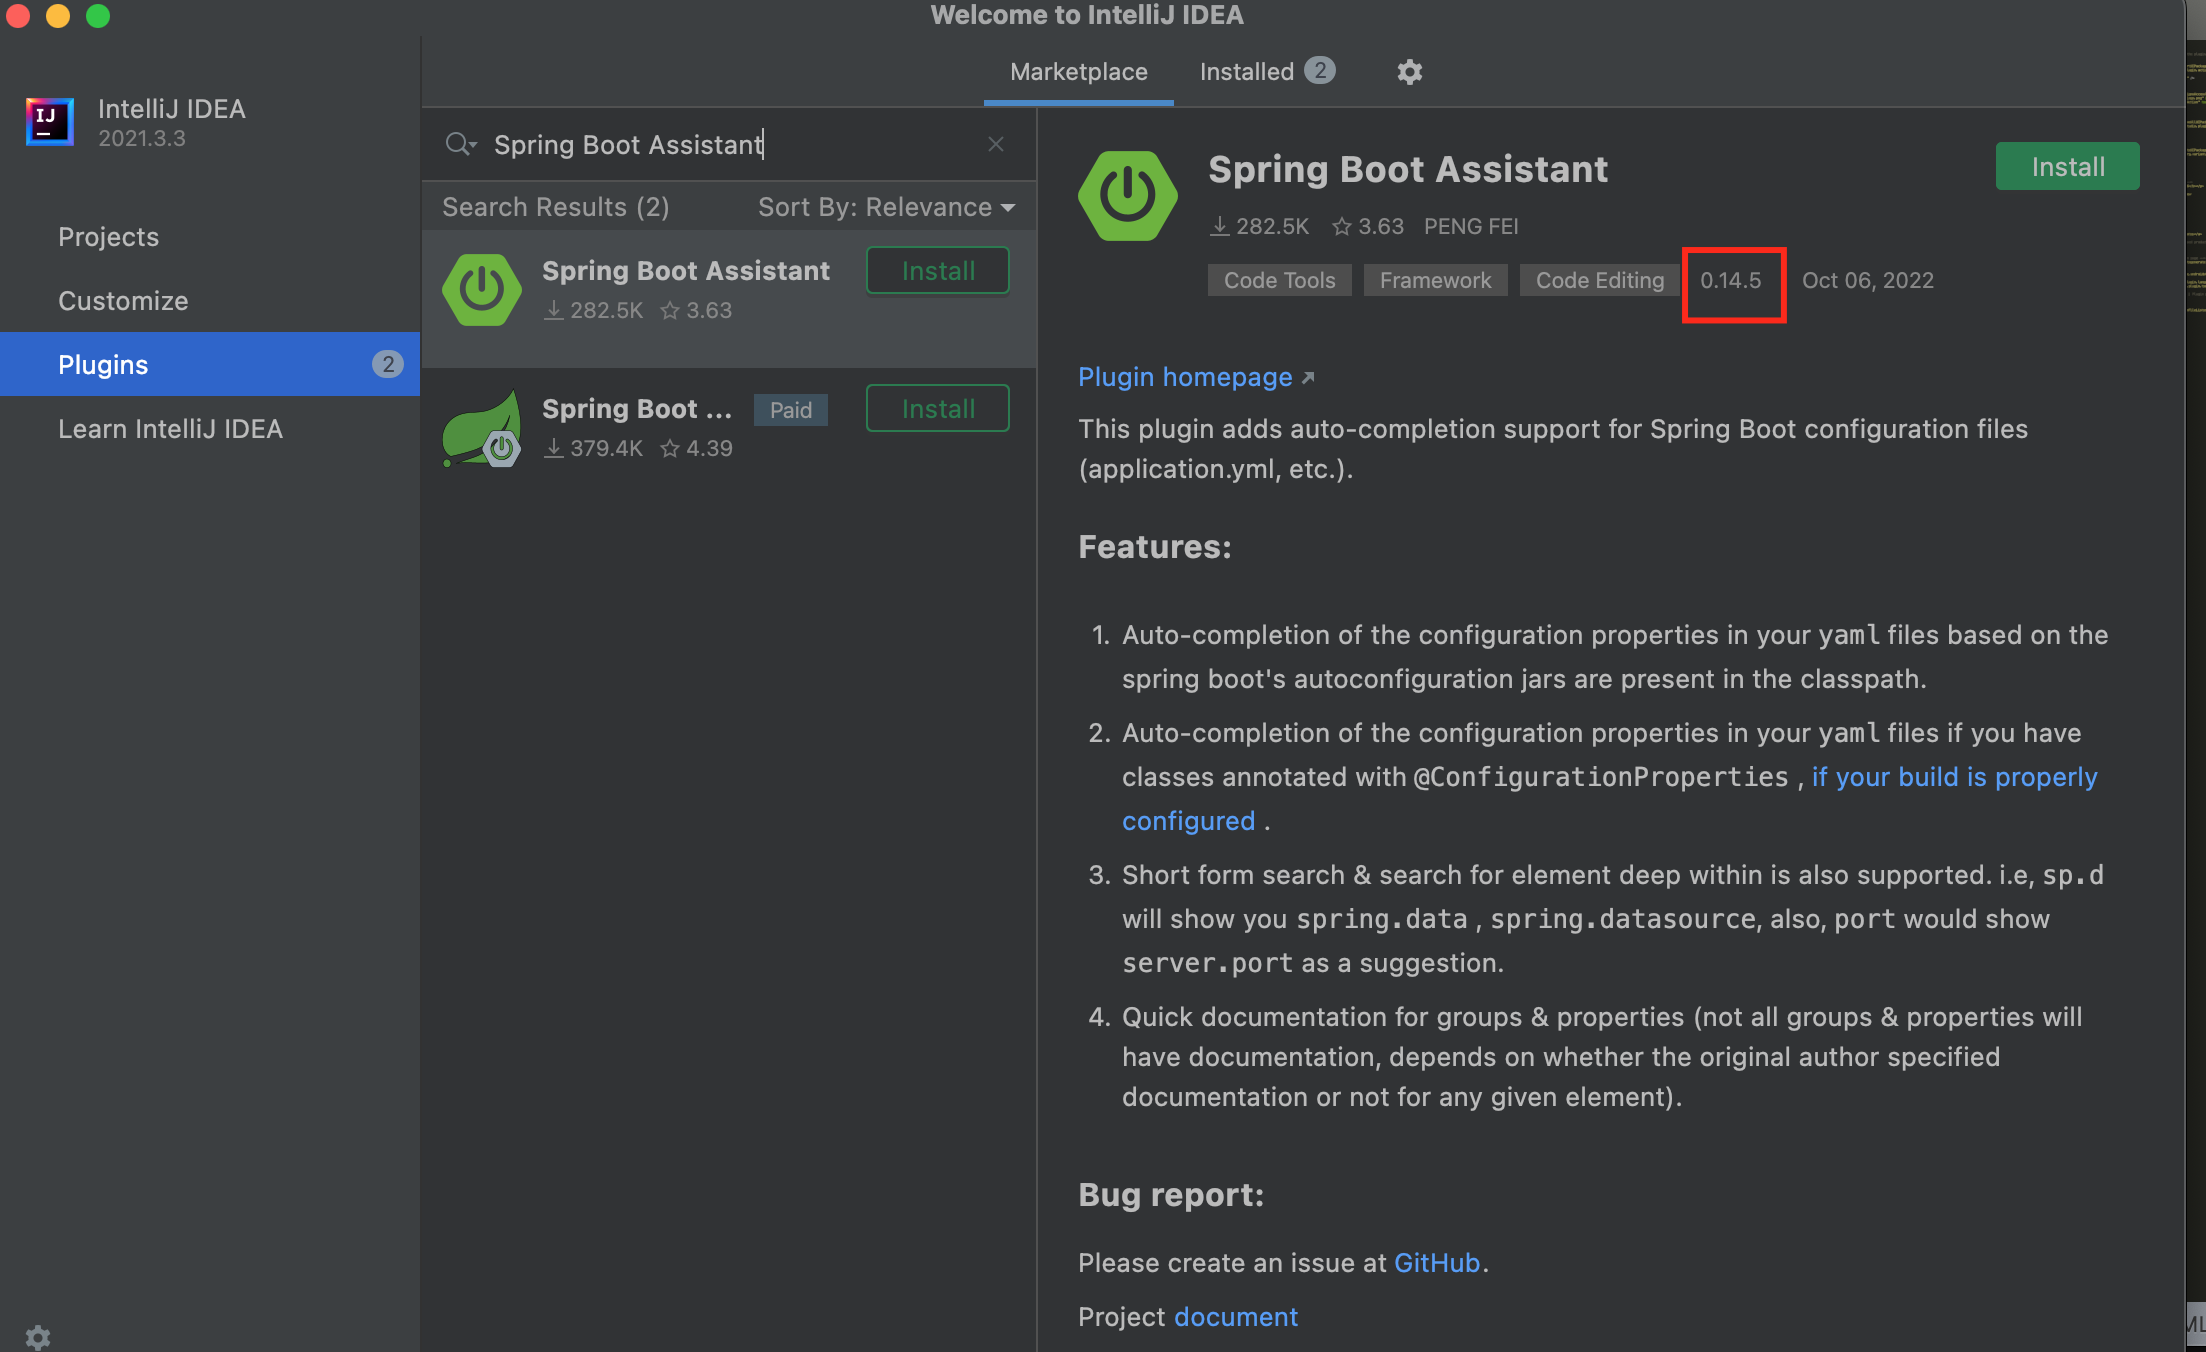 Welcome to IntelliJ IDEA
IJ
IntelliJ IDEA
2021.3.3
Projects
Customize
Plugins 2
Learn IntelliJ IDEA
Marketplace Installed 2
Spring Boot Assistant
Search Results (2) Sort By: Relevance
Spring Boot Assistant Install
282.5K 3.63
Spring Boot ... Paid Install
379.4K 4.39
Spring Boot Assistant Install
282.5K 3.63 PENG FEI
Code Tools Framework Code Editing 0.14.5 Oct 06, 2022
Plugin homepage
This plugin adds auto-completion support for Spring Boot configuration files
(application.yml, etc.).
Features:
1. Auto-completion of the configuration properties in your yaml files based on the
spring boot's autoconfiguration jars are present in the classpath.
2. Auto-completion of the configuration properties in your yaml files if you have
classes annotated with @ConfigurationProperties , if your build is properly
configured .
3. Short form search & search for element deep within is also supported. i.e, sp.d
will show you spring.data , spring.datasource, also, port would show
server.port as a suggestion.
4. Quick documentation for groups & properties (not all groups & properties will
have documentation, depends on whether the original author specified
documentation or not for any given element).
Bug report:
Please create an issue at GitHub.
Project document